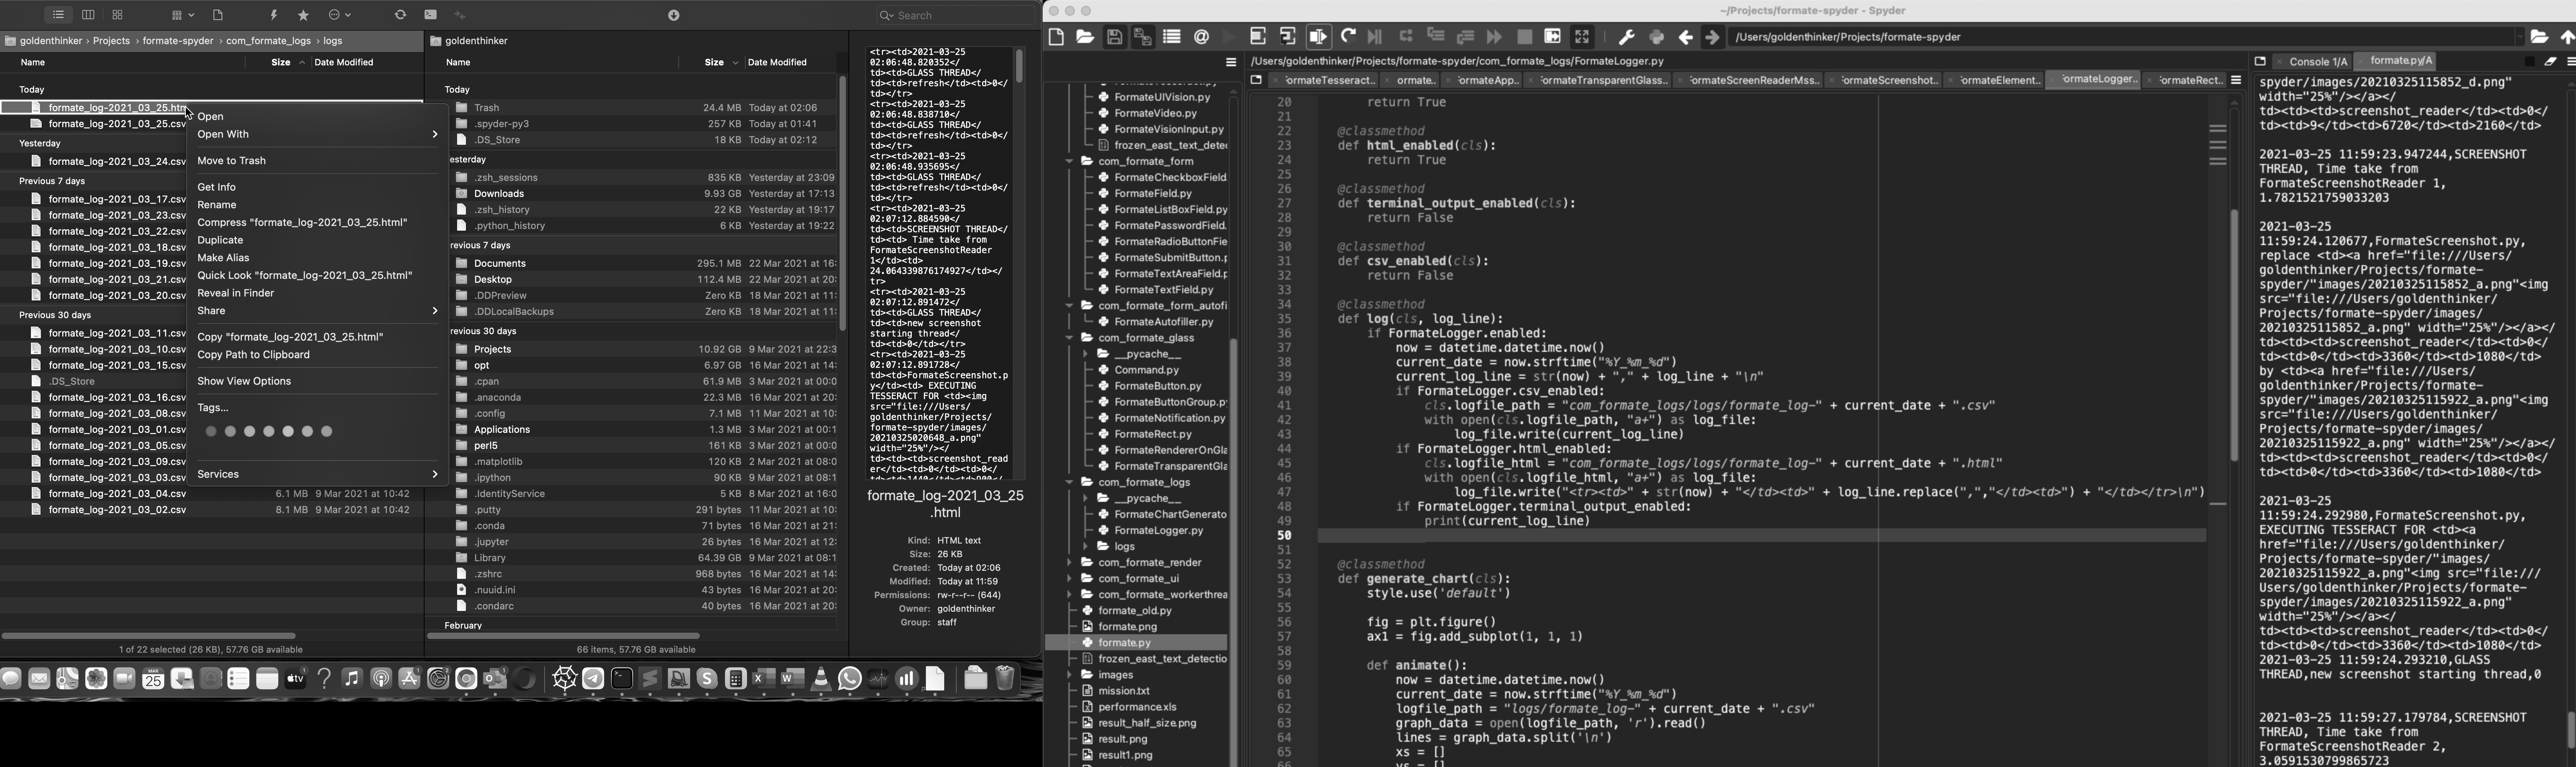 Search
goldenthinker › Projects › formate-spyder › com_formate_logs › logs
Name Size Date Modified
Today
formate_log-2021_03_25.htm
formate_log-2021_03_25.csv
Yesterday
formate_log-2021_03_24.csv
Previous 7 days
formate_log-2021_03_17.csv
formate_log-2021_03_23.csv
formate_log-2021_03_22.csv
formate_log-2021_03_18.csv
formate_log-2021_03_19.csv
formate_log-2021_03_21.csv
formate_log-2021_03_20.csv
Previous 30 days
formate_log-2021_03_11.csv
formate_log-2021_03_10.csv
formate_log-2021_03_15.csv
.DS_Store
formate_log-2021_03_16.csv
formate_log-2021_03_08.csv
formate_log-2021_03_01.csv
formate_log-2021_03_05.csv
formate_log-2021_03_09.csv
formate_log-2021_03_03.csv
formate_log-2021_03_04.csv 6.1 MB 9 Mar 2021 at 10:42
formate_log-2021_03_02.csv 8.1 MB 9 Mar 2021 at 10:42
1 of 22 selected (26 KB), 57.76 GB available
Open
Open With
Move to Trash
Get Info
Rename
Compress "formate_log-2021_03_25.html"
Duplicate
Make Alias
Quick Look "formate_log-2021_03_25.html"
Reveal in Finder
Share
Copy "formate_log-2021_03_25.html"
Copy Path to Clipboard
Show View Options
Tags...
Services
goldenthinker
Name Size Date Modified
Today
Trash 24.4 MB Today at 02:06
.spyder-py3 257 KB Today at 01:41
.DS_Store 18 KB Today at 02:12
esterday
.zsh_sessions 835 KB Yesterday at 23:09
Downloads 9.93 GB Yesterday at 17:13
.zsh_history 22 KB Yesterday at 19:17
.python_history 6 KB Yesterday at 19:22
revious 7 days
Documents 295.1 MB 22 Mar 2021 at 16:
Desktop 112.4 MB 22 Mar 2021 at 20:
.DDPreview Zero KB 18 Mar 2021 at 11:
.DDLocalBackups Zero KB 18 Mar 2021 at 11:
revious 30 days
Projects 10.92 GB 9 Mar 2021 at 22:3
opt 6.97 GB 16 Mar 2021 at 14:
.cpan 61.9 MB 3 Mar 2021 at 00:0
.anaconda 22.3 MB 16 Mar 2021 at 20:
.config 7.1 MB 11 Mar 2021 at 10:
Applications 1.3 MB 3 Mar 2021 at 00:1
perl5 161 KB 3 Mar 2021 at 00:0
.matplotlib 120 KB 2 Mar 2021 at 08:0
.ipython 90 KB 9 Mar 2021 at 08:1
.IdentityService 5 KB 8 Mar 2021 at 16:0
.putty 291 bytes 11 Mar 2021 at 10:
.conda 71 bytes 16 Mar 2021 at 21:
.jupyter 26 bytes 16 Mar 2021 at 12:
Library 64.39 GB 9 Mar 2021 at 08:1
.zshrc 968 bytes 16 Mar 2021 at 14:
.nuuid.ini 43 bytes 16 Mar 2021 at 20:
.condarc 40 bytes 16 Mar 2021 at 20:
February
66 items, 57.76 GB available
<tr><td>2021-03-25
02:06:48.820352</
td><td>GLASS THREAD</
td><td>refresh</td><td>0</
td></tr>
<tr><td>2021-03-25
02:06:48.838710</
td><td>GLASS THREAD</
td><td>refresh</td><td>0</
td></tr>
<tr><td>2021-03-25
02:06:48.935695</
td><td>GLASS THREAD</
td><td>refresh</td><td>0</
td></tr>
<tr><td>2021-03-25
02:07:12.884590</
td><td>SCREENSHOT THREAD</
td><td> Time take from
FormateScreenshotReader
1</td><td>
24.064339876174927</td></
tr>
<tr><td>2021-03-25
02:07:12.891472</
td><td>GLASS THREAD</
td><td>new screenshot
starting thread</
td><td>0</td></tr>
<tr><td>2021-03-25
02:07:12.891728</
td><td>FormateScreenshot.p
y</td><td> EXECUTING
TESSERACT FOR <td><img
src="file:///Users/
goldenthinker/Projects/
formate-spyder/images/
20210325020648_a.png"
width="25%"/></
td><td><td>screenshot_read
er</td><td>0</td><td>0</
formate_log-2021_03_25
.html
Kind: HTML text
Size: 26 KB
Created: Today at 02:06
Modified: Today at 11:59
Permissions: rw-r--r-- (644)
Owner: goldenthinker
Group: staff
MAR
25
tv
~/Projects/formate-spyder - Spyder
/Users/goldenthinker/Projects/formate-spyder
/Users/goldenthinker/Projects/formate-spyder/com_formate_logs/FormateLogger.py
FormateUIVision.py
FormateVideo.py
FormateVisionInput.py
frozen_east_text_detec
com_formate_form
FormateCheckboxField.
FormateField.py
FormateListBoxField.py
FormatePasswordField.
FormateRadioButtonFie
FormateSubmitButton.p
FormateTextAreaField.p
FormateTextField.py
com_formate_form_autofi
FormateAutofiller.py
com_formate_glass
__pycache__
Command.py
FormateButton.py
FormateButtonGroup.py
FormateNotification.py
FormateRect.py
FormateRendererOnGla
FormateTransparentGla
com_formate_logs
__pycache__
FormateChartGenerato
FormateLogger.py
logs
com_formate_render
com_formate_ui
com_formate_workerthrea
formate_old.py
formate.png
formate.py
frozen_east_text_detectio
images
mission.txt
performance.xls
result_half_size.png
result.png
result1.png
ormateTesseract... ormate... ormateApp... ormateTransparentGlass... ormateScreenReaderMss... ormateScreenshot... ormateElement... ormateLogger... ormateRect...
20 return True
21
22 @classmethod
23 def html_enabled(cls):
24 return True
25
26 @classmethod
27 def terminal_output_enabled(cls):
28 return False
29
30 @classmethod
31 def csv_enabled(cls):
32 return False
33
34 @classmethod
35 def log(cls, log_line):
36 if FormateLogger.enabled:
37 now = datetime.datetime.now()
38 current_date = now.strftime("%Y_%m_%d")
39 current_log_line = str(now) + "," + log_line + "\n"
40 if FormateLogger.csv_enabled:
41 cls.logfile_path = "com_formate_logs/logs/formate_log-" + current_date + ".csv"
42 with open(cls.logfile_path, "a+") as log_file:
43 log_file.write(current_log_line)
44 if FormateLogger.html_enabled:
45 cls.logfile_html = "com_formate_logs/logs/formate_log-" + current_date + ".html"
46 with open(cls.logfile_html, "a+") as log_file:
47 log_file.write("<tr><td>" + str(now) + "</td><td>" + log_line.replace(",","</td><td>") + "</td></tr>\n")
48 if FormateLogger.terminal_output_enabled:
49 print(current_log_line)
50
51
52 @classmethod
53 def generate_chart(cls):
54 style.use('default')
55
56 fig = plt.figure()
57 ax1 = fig.add_subplot(1, 1, 1)
58
59 def animate():
60 now = datetime.datetime.now()
61 current_date = now.strftime("%Y_%m_%d")
62 logfile_path = "logs/formate_log-" + current_date + ".csv"
63 graph_data = open(logfile_path, 'r').read()
64 lines = graph_data.split('\n')
65 xs = []
66 ys = []
Console 1/A formate.py/A
spyder/images/20210325115852_d.png"
width="25%"/></a></
td><td>screenshot_reader</td><td>0</
td><td>9</td><td>6720</td><td>2160</td>
2021-03-25 11:59:23.947244,SCREENSHOT
THREAD, Time take from
FormateScreenshotReader 1,
1.7821521759033203
2021-03-25
11:59:24.120677,FormateScreenshot.py,
replace <td><a href="file:///Users/
goldenthinker/Projects/formate-
spyder/"images/20210325115852_a.png"<img
src="file:///Users/goldenthinker/
Projects/formate-spyder/images/
20210325115852_a.png" width="25%"/></a></
td><td><td>screenshot_reader</td><td>0</
td><td>0</td><td>3360</td><td>1080</td>
by <td><a href="file:///Users/
goldenthinker/Projects/formate-
spyder/"images/20210325115922_a.png"<img
src="file:///Users/goldenthinker/
Projects/formate-spyder/images/
20210325115922_a.png" width="25%"/></a></
td><td><td>screenshot_reader</td><td>0</
td><td>0</td><td>3360</td><td>1080</td>
2021-03-25
11:59:24.292980,FormateScreenshot.py,
EXECUTING TESSERACT FOR <td><a
href="file:///Users/goldenthinker/
Projects/formate-spyder/"images/
20210325115922_a.png"<img src="file:///
Users/goldenthinker/Projects/formate-
spyder/images/20210325115922_a.png"
width="25%"/></a></
td><td><td>screenshot_reader</td><td>0</
td><td>0</td><td>3360</td><td>1080</td>
2021-03-25 11:59:24.293210,GLASS
THREAD,new screenshot starting thread,0
2021-03-25 11:59:27.179784,SCREENSHOT
THREAD, Time take from
FormateScreenshotReader 2,
3.0591530799865723